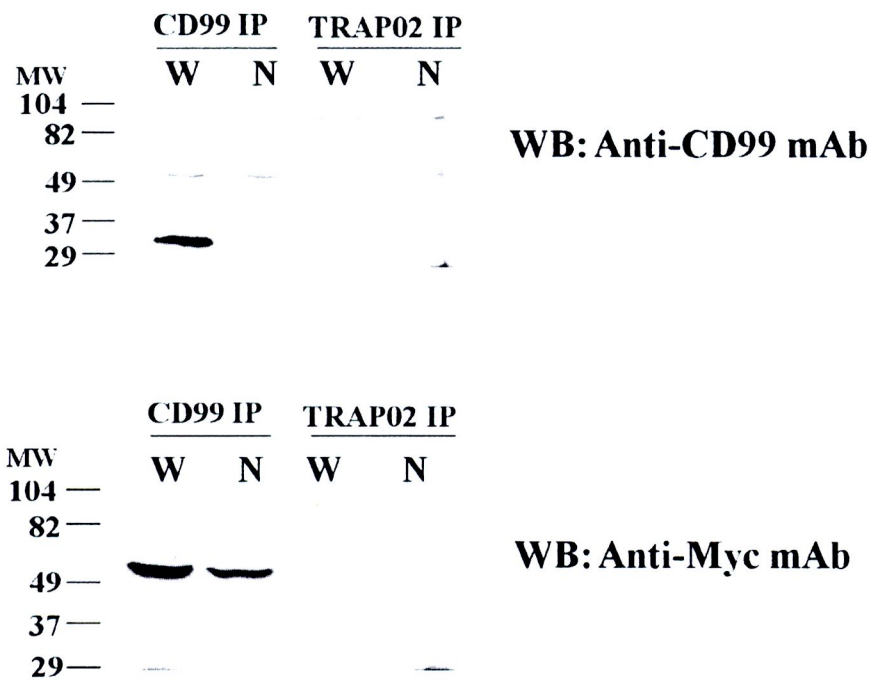 CD99 IP TRAP02 IP
MW W N W N
104
82
49
37
29
WB: Anti-CD99 mAb
CD99 IP TRAP02 IP
MW W N W N
104
82
49
37
29
WB: Anti-Myc mAb